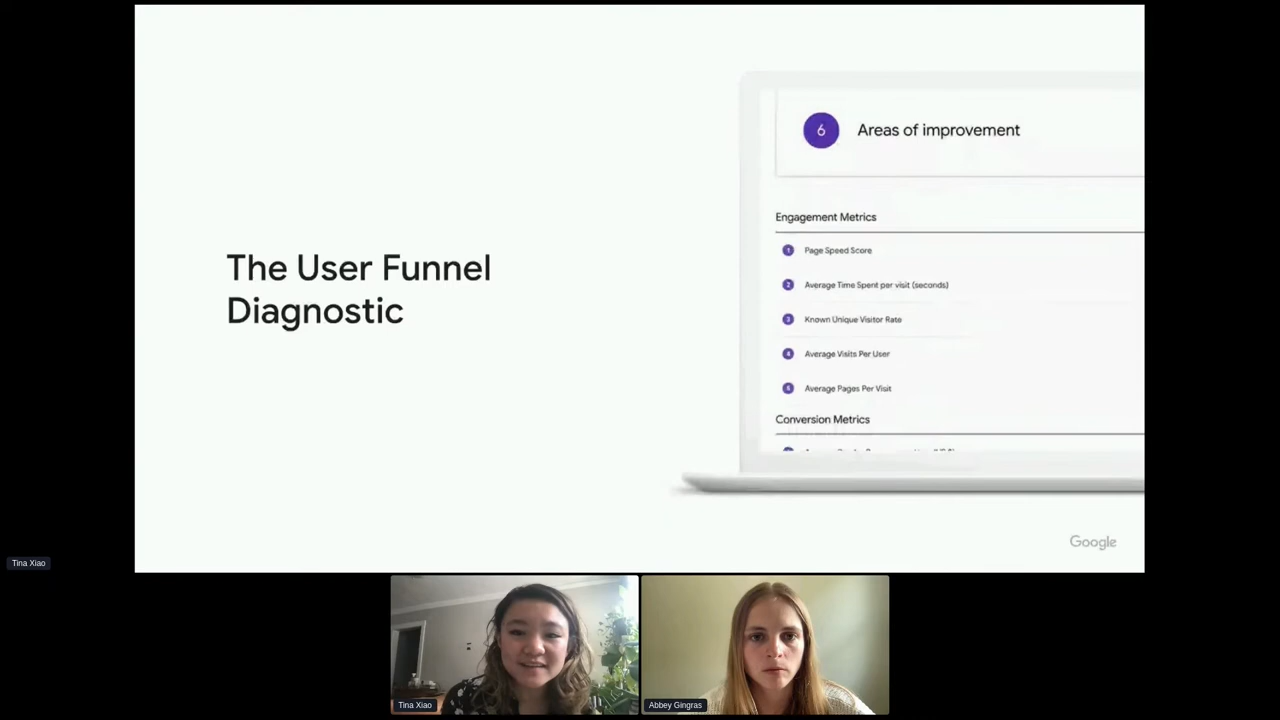 6 Areas of improvement
Engagement Metrics
1 Page Speed Score
The User Funnel
Diagnostic
2 Average Time Spent per visit (seconds)
3 Known Unique Visitor Rate
4 Average Visits Per User
Average Pages Per Visit
Conversion Metrics
Google
Tina Xiao
Tina Xiao
Abbey Gingras